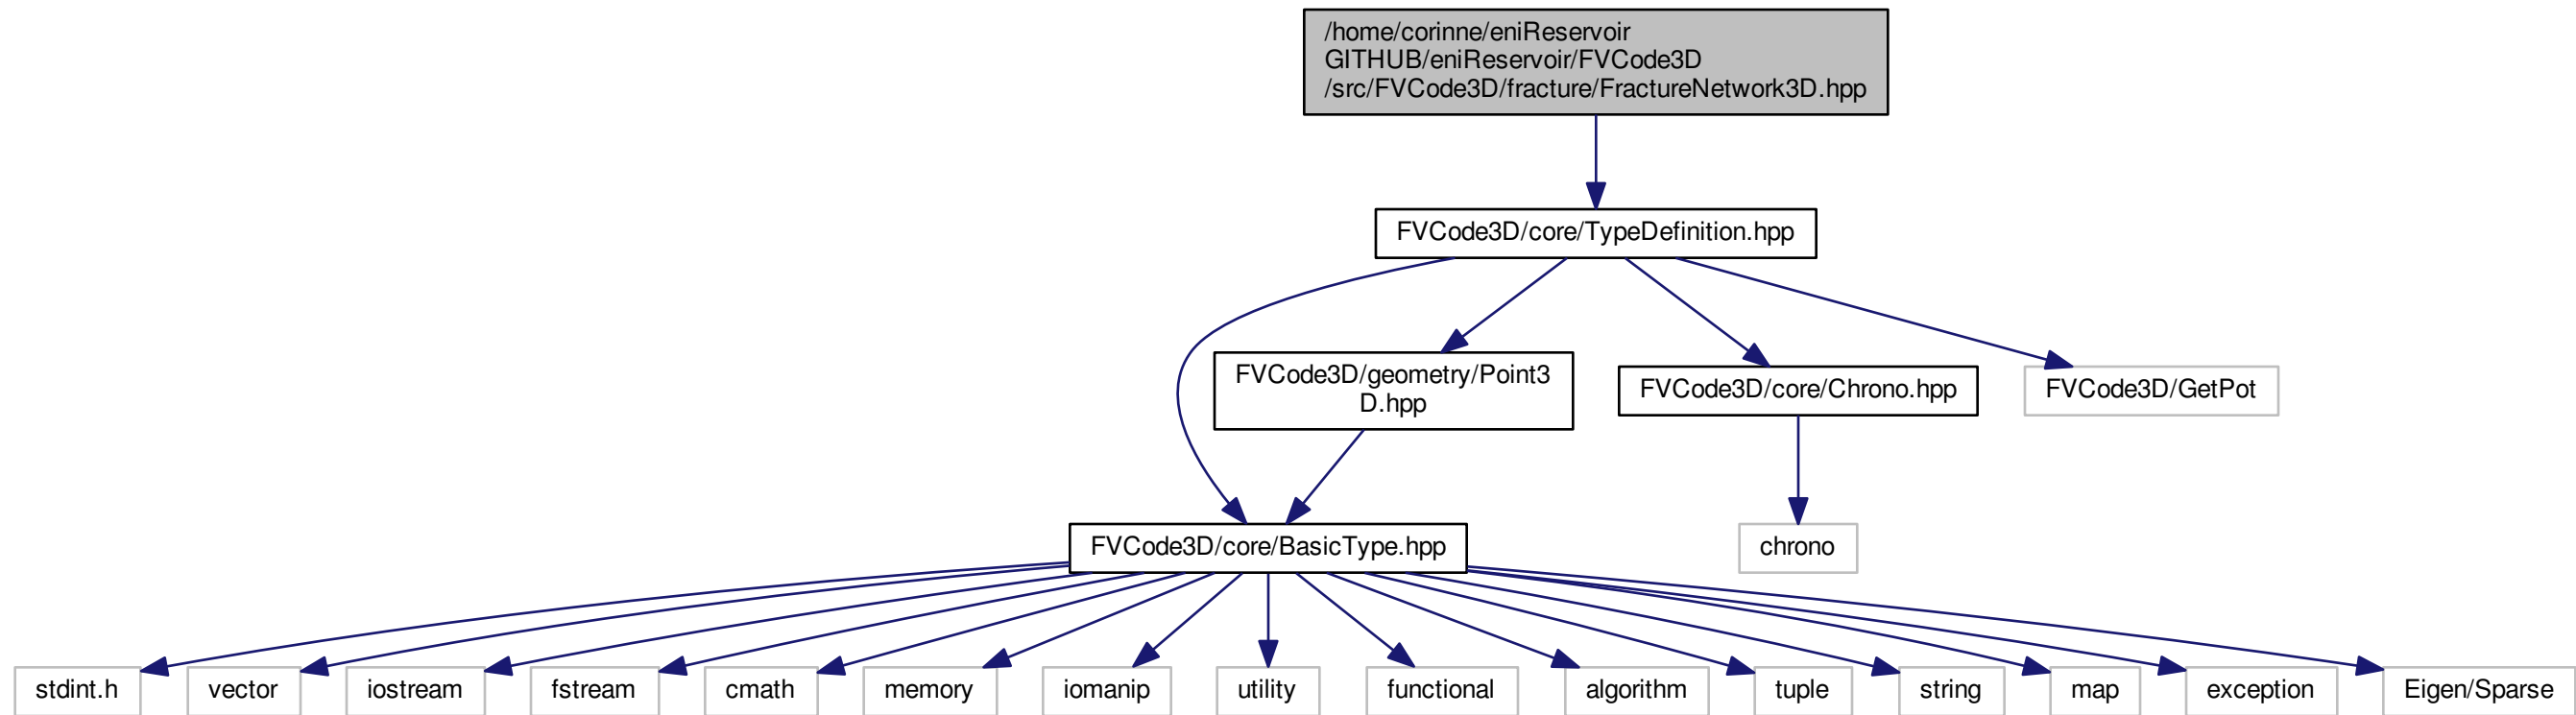 /home/corinne/eniReservoir
GITHUB/eniReservoir/FVCode3D
/src/FVCode3D/fracture/FractureNetwork3D.hpp
FVCode3D/core/TypeDefinition.hpp
FVCode3D/geometry/Point3
D.hpp
FVCode3D/core/Chrono.hpp
FVCode3D/GetPot
FVCode3D/core/BasicType.hpp
chrono
stdint.h
vector
iostream
fstream
cmath
memory
iomanip
utility
functional
algorithm
tuple
string
map
exception
Eigen/Sparse